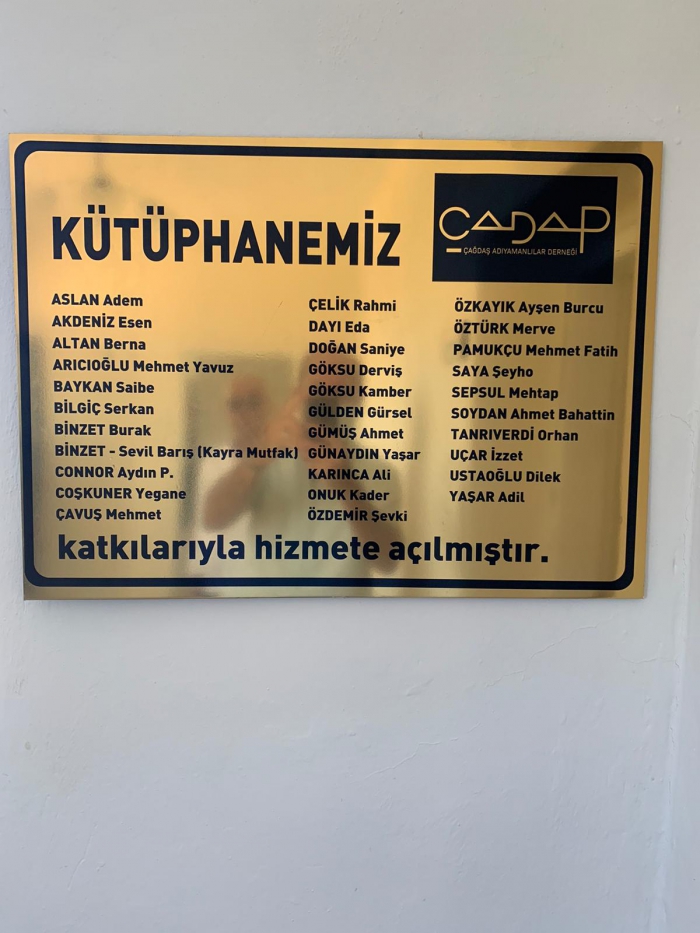 KÜTÜPHANEMİZ
ÇADAP
ÇAĞDAŞ ADIYAMANLILAR DERNEĞİ
ASLAN Adem
AKDENİZ Esen
ALTAN Berna
ARICIOĞLU Mehmet Yavuz
BAYKAN Saibe
BİLGİÇ Serkan
BİNZET Burak
BİNZET - Sevil Barış (Kayra Mutfak)
CONNOR Aydın P.
COŞKUNER Yegane
ÇAVUŞ Mehmet
ÇELİK Rahmi
DAYI Eda
DOĞAN Saniye
GÖKSU Derviş
GÖKSU Kamber
GÜLDEN Gürsel
GÜMÜŞ Ahmet
GÜNAYDIN Yaşar
KARINCA Ali
ONUK Kader
ÖZDEMİR Şevki
ÖZKAYIK Ayşen Burcu
ÖZTÜRK Merve
PAMUKÇU Mehmet Fatih
SAYA Şeyho
SEPSUL Mehtap
SOYDAN Ahmet Bahattin
TANRIVERDİ Orhan
UÇAR İzzet
USTAOĞLU Dilek
YAŞAR Adil
katkılarıyla hizmete açılmıştır.